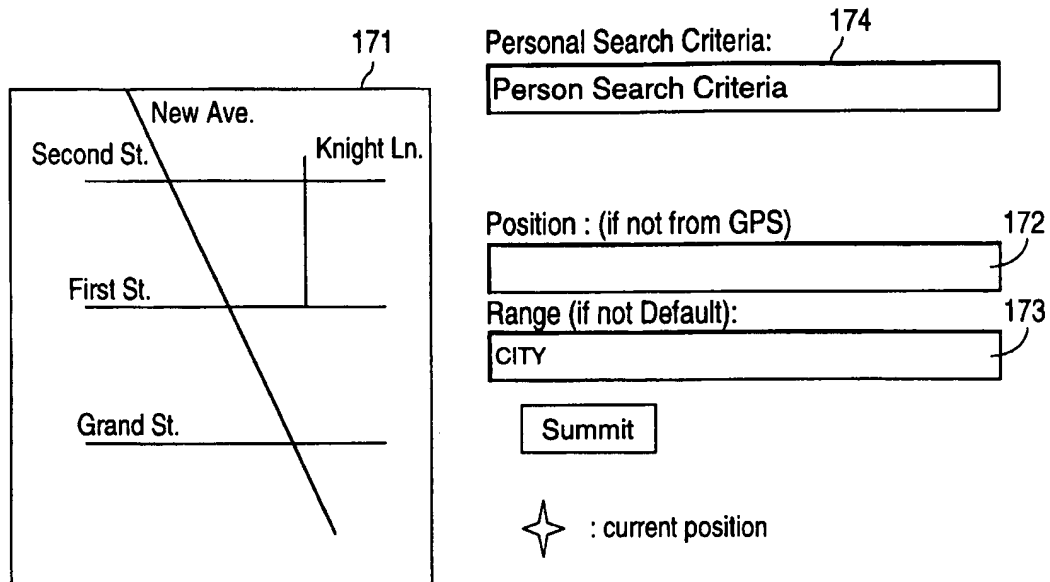 171
New Ave.
Second St.
Knight Ln.
First St.
Grand St.
174
Personal Search Criteria:
Person Search Criteria
Position : (if not from GPS)
172
Range (if not Default):
173
CITY
Summit
: current position